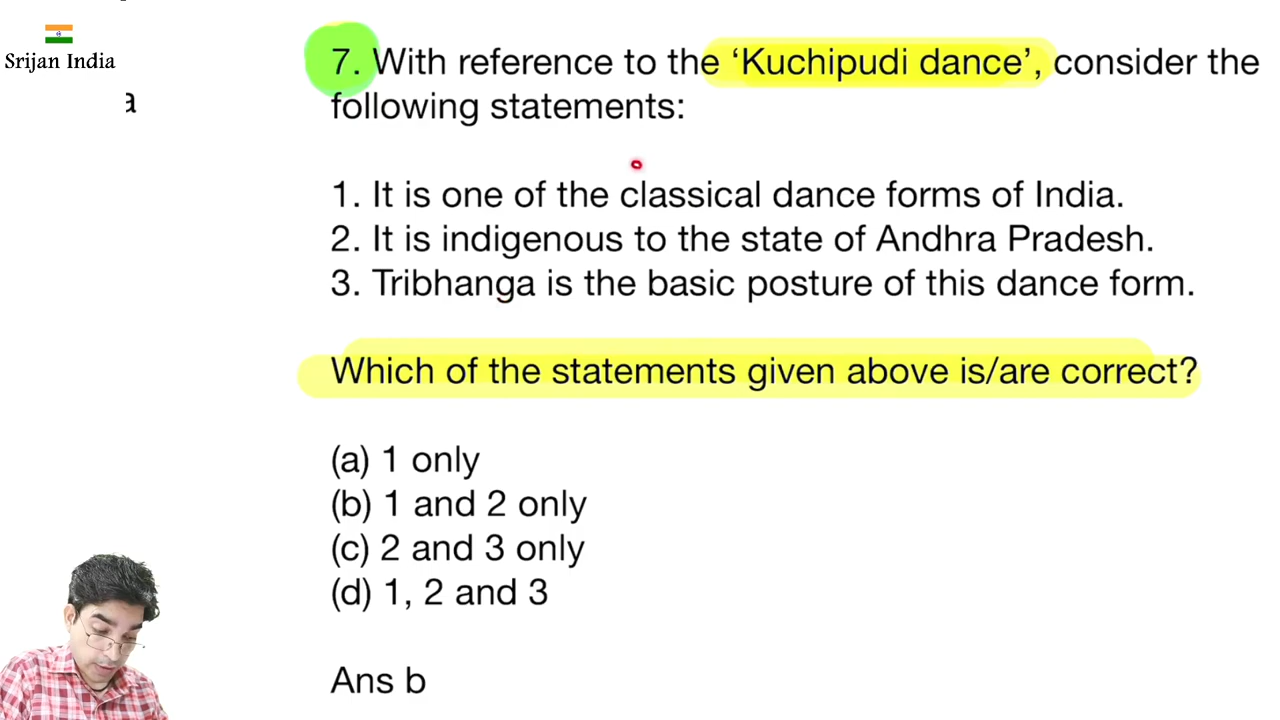 Srijan India
a
7. With reference to the ‘Kuchipudi dance’, consider the
following statements:
1. It is one of the classical dance forms of India.
2. It is indigenous to the state of Andhra Pradesh.
3. Tribhanga is the basic posture of this dance form.
Which of the statements given above is/are correct?
(a) 1 only
(b) 1 and 2 only
(c) 2 and 3 only
(d) 1, 2 and 3
Ans b